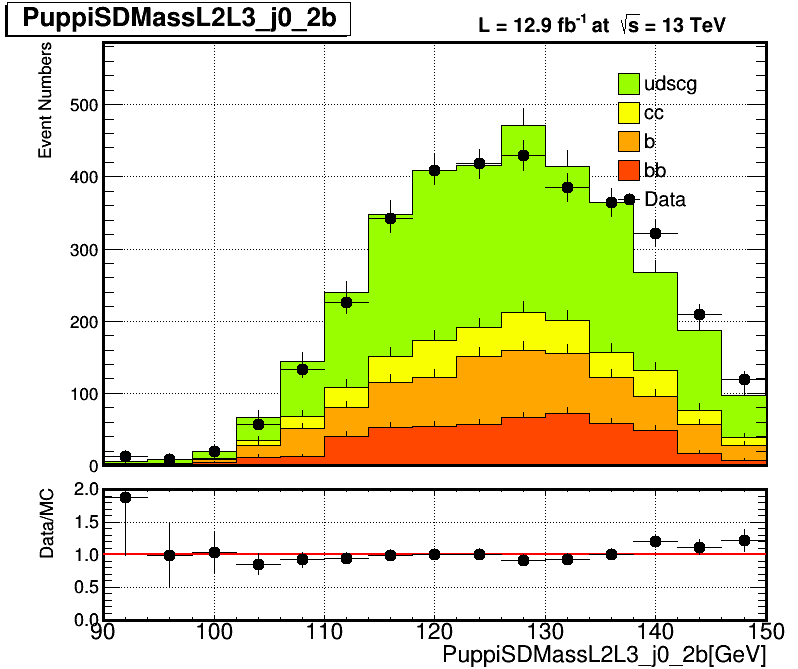 PuppiSDMassL2L3_j0_2b
L = 12.9 fb⁻¹ at √s = 13 TeV
Event Numbers
500
400
300
200
100
0
udscg
cc
b
bb
Data
Data/MC
2.0
1.5
1.0
0.5
0.0
90 100 110 120 130 140 150
PuppiSDMassL2L3_j0_2b[GeV]